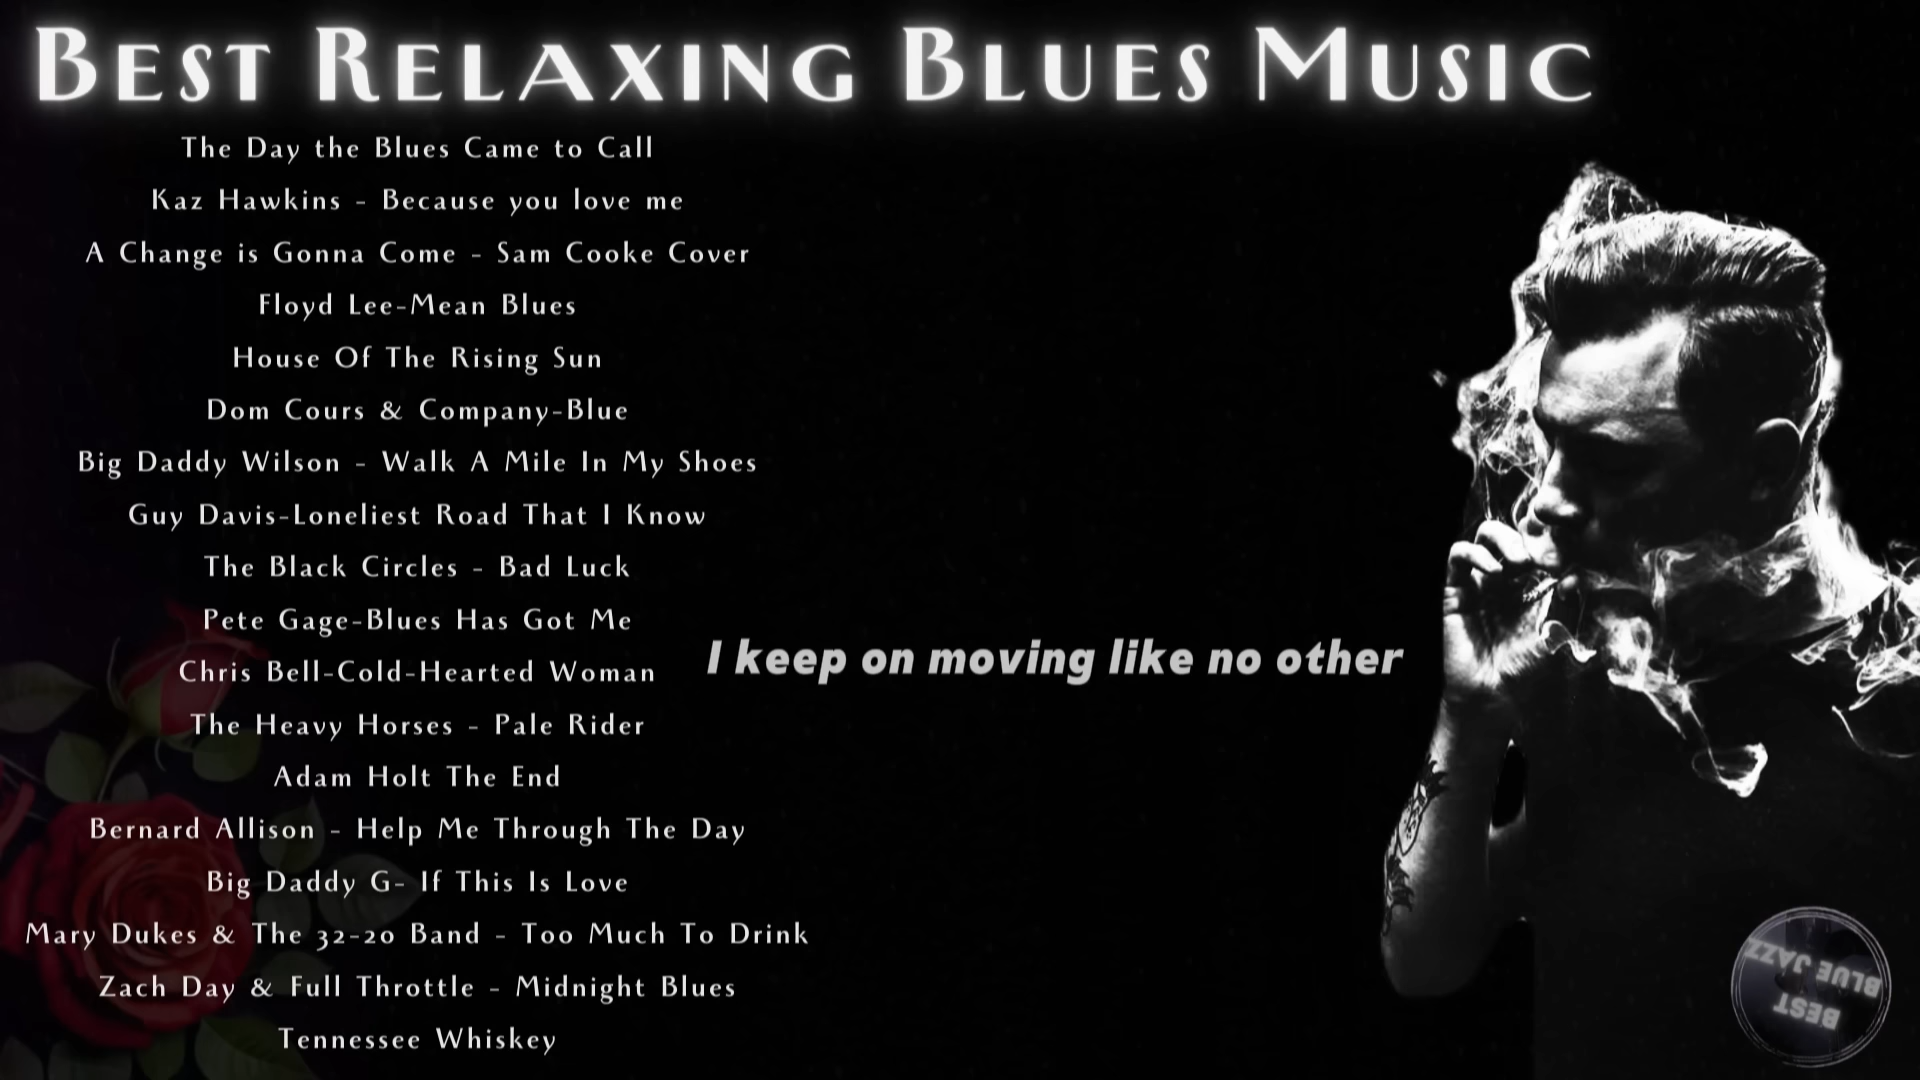 Best Relaxing Blues Music
The Day the Blues Came to Call
Kaz Hawkins - Because you love me
A Change is Gonna Come - Sam Cooke Cover
Floyd Lee-Mean Blues
House Of The Rising Sun
Dom Cours & Company-Blue
Big Daddy Wilson - Walk A Mile In My Shoes
Guy Davis-Loneliest Road That I Know
The Black Circles - Bad Luck
Pete Gage-Blues Has Got Me
Chris Bell-Cold-Hearted Woman
The Heavy Horses - Pale Rider
Adam Holt The End
Bernard Allison - Help Me Through The Day
Big Daddy G- If This Is Love
Mary Dukes & The 32-20 Band - Too Much To Drink
Zach Day & Full Throttle - Midnight Blues
Tennessee Whiskey
I keep on moving like no other
BEST
BLUE JAZZ